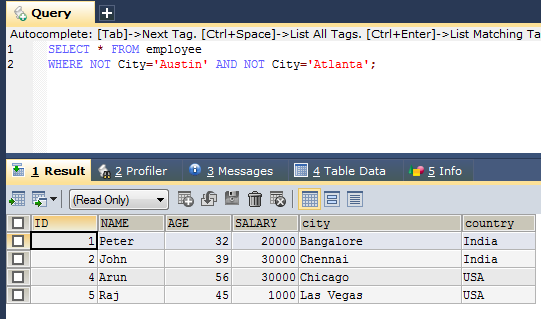 Query
Autocomplete: [Tab]->Next Tag. [Ctrl+Space]->List All Tags. [Ctrl+Enter]->List Matching Ta
1 SELECT * FROM employee
2 WHERE NOT City='Austin' AND NOT City='Atlanta';
1 Result 2 Profiler 3 Messages 4 Table Data 5 Info
(Read Only)
ID NAME AGE SALARY city country
1 Peter 32 20000 Bangalore India
2 John 39 30000 Chennai India
4 Arun 56 30000 Chicago USA
5 Raj 45 1000 Las Vegas USA